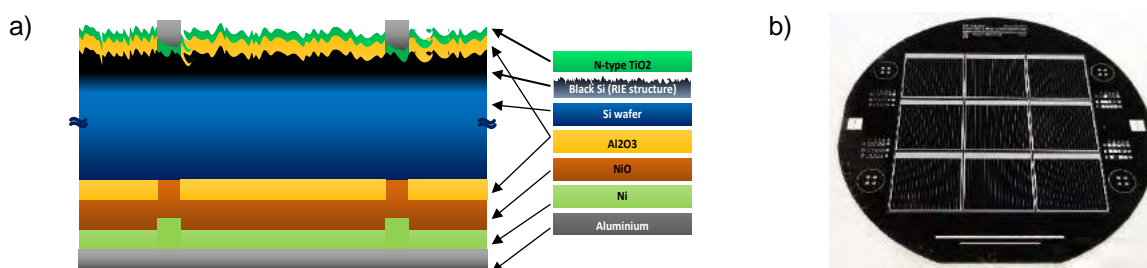 a)
b)
N-type TiO2
Black Si (RIE structure)
Si wafer
Al2O3
NiO
Ni
Aluminium